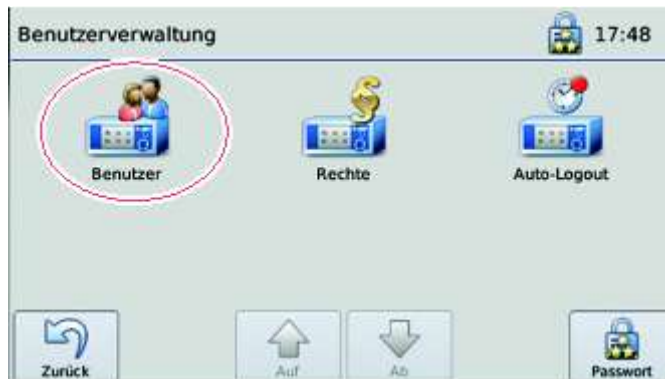 Benutzerverwaltung 17:48
Benutzer Rechte Auto-Logout
Zurück Auf Ab Passwort